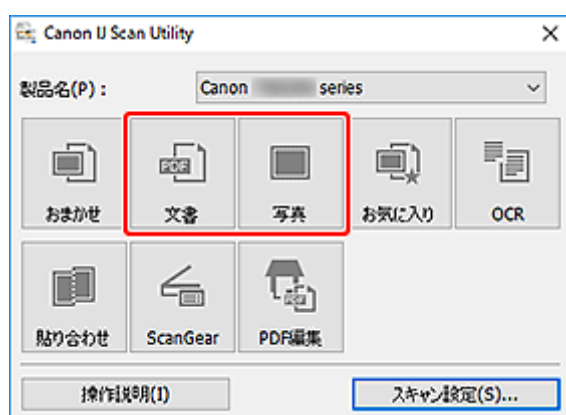 Canon IJ Scan Utility
製品名(P) : Canon series
おまかせ
PDF
文書
写真
お気に入り
OCR
貼り合わせ
ScanGear
PDF
PDF編集
操作説明(I)
スキャン設定(S)...